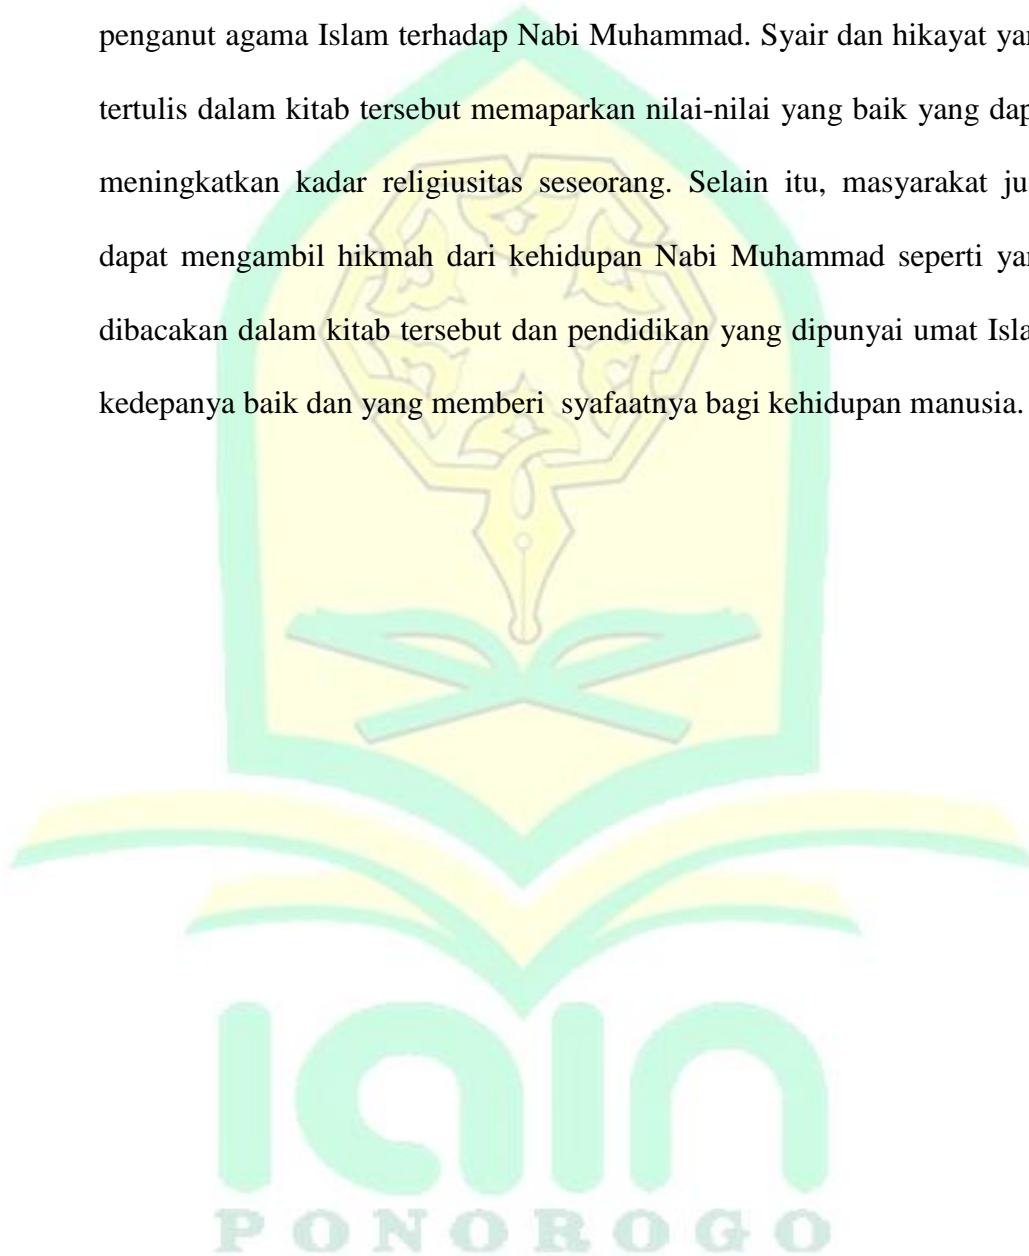 penganut agama Islam terhadap Nabi Muhammad. Syair dan hikayat yan
tertulis dalam kitab tersebut memaparkan nilai-nilai yang baik yang dap
meningkatkan kadar religiusitas seseorang. Selain itu, masyarakat ju
dapat mengambil hikmah dari kehidupan Nabi Muhammad seperti yan
dibacakan dalam kitab tersebut dan pendidikan yang dipunyai umat Isla
kedepanya baik dan yang memberi  syafaatnya bagi kehidupan manusia.
iain
PONOROGO